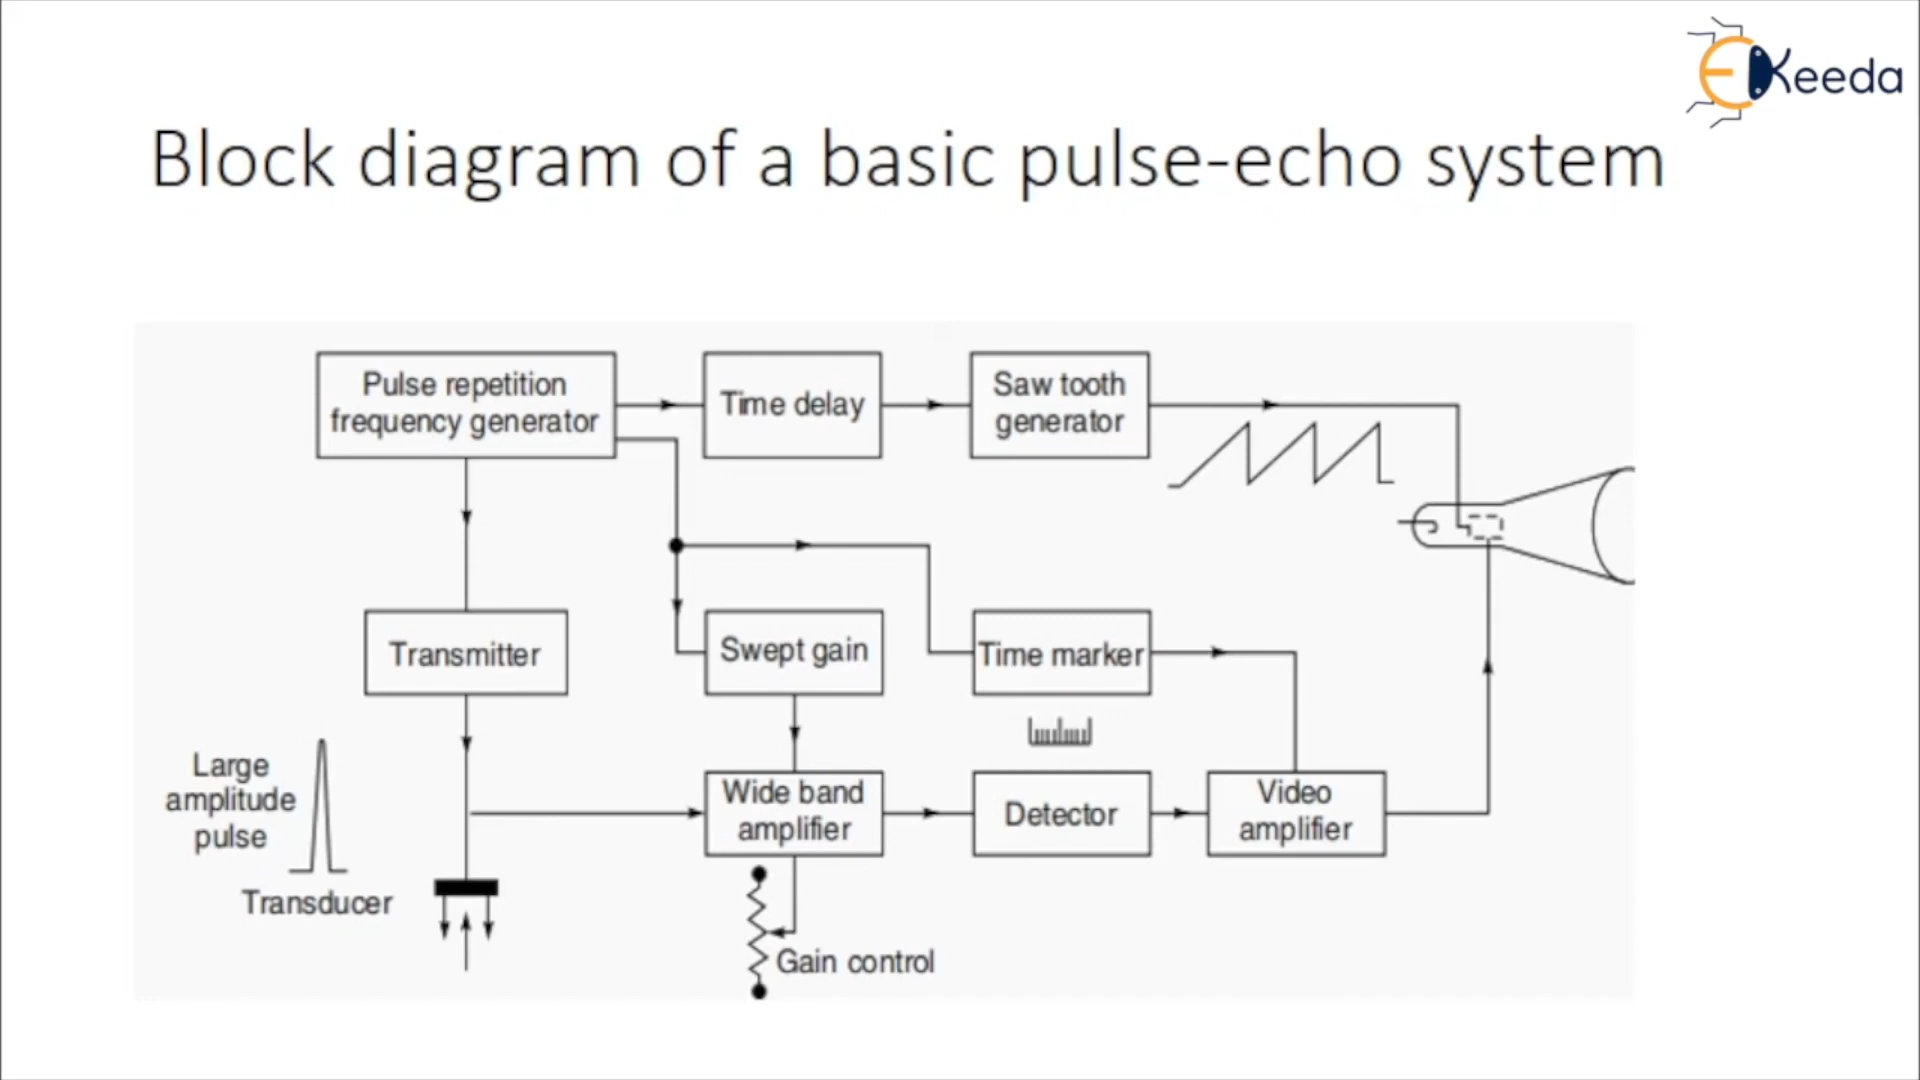 EKeeda
Block diagram of a basic pulse-echo system
Pulse repetition
frequency generator
Time delay
Saw tooth
generator
Transmitter
Swept gain
Time marker
Large
amplitude
pulse
Wide band
amplifier
Detector
Video
amplifier
Transducer
Gain control